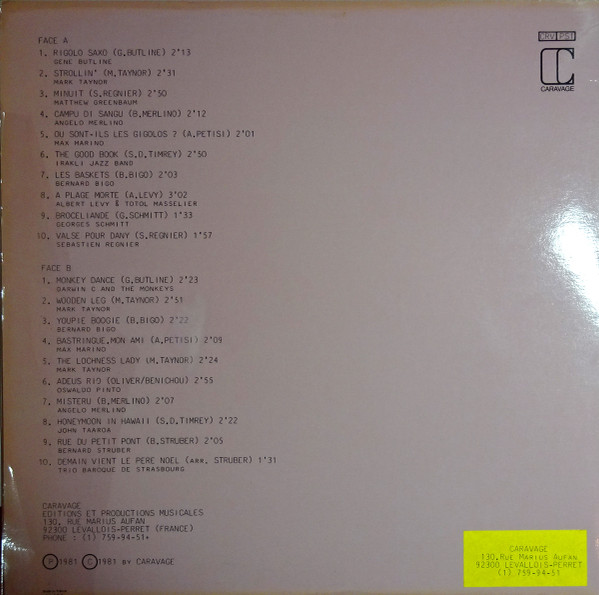 CRV PSI
CARAVAGE
FACE A
1. RIGOLO SAXO (G.BUTLINE) 2'13
GENE BUTLINE
2. STROLLIN' (M.TAYNOR) 2'31
MARK TAYNOR
3. MINUIT (S.REGNIER) 2'30
MATTHEW GREENBAUM
4. CAMPU DI SANGU (B.MERLINO) 2'12
ANGELO MERLINO
5. OU SONT-ILS LES GIGOLOS ? (A.PETISI) 2'01
MAX MARINO
6. THE GOOD BOOK (S.D.TIMREY) 2'30
IRAKLI JAZZ BAND
7. LES BASKETS (B.BIGO) 2'03
BERNARD BIGO
8. A PLAGE MORTE (A.LEVY) 3'02
ALBERT LEVY & TOTOL MASSELIER
9. BROCELIANDE (G.SCHMITT) 1'33
GEORGES SCHMITT
10. VALSE POUR DANY (S.REGNIER) 1'57
SEBASTIEN REGNIER
FACE B
1. MONKEY DANCE (G.BUTLINE) 2'23
DARWIN C AND THE MONKEYS
2. WOODEN LEG (M.TAYNOR) 2'51
MARK TAYNOR
3. YOUPIE BOOGIE (B.BIGO) 2'22
BERNARD BIGO
4. BASTRINGUE,MON AMI (A.PETISI) 2'09
MAX MARINO
5. THE LOCHNESS LADY (M.TAYNOR) 2'24
MARK TAYNOR
6. ADEUS RIO (OLIVER/BENICHOU) 2'55
OSWALDO PINTO
7. MISTERU (B.MERLINO) 2'07
ANGELO MERLINO
8. HONEYMOON IN HAWAII (S.D.TIMREY) 2'22
JOHN TAAROA
9. RUE DU PETIT PONT (B.STRUBER) 2'05
BERNARD STRUBER
10. DEMAIN VIENT LE PERE NOEL (ARR. STRUBER) 1'31
TRIO BAROQUE DE STRASBOURG
CARAVAGE
EDITIONS ET PRODUCTIONS MUSICALES
130, RUE MARIUS AUFAN
92300 LEVALLOIS-PERRET (FRANCE)
PHONE : (1) 759-94-51+
Ⓟ1981 Ⓒ1981 BY CARAVAGE
CARAVAGE
130,RUE MARIUS AUFAN
92300 LEVALLOIS-PERRET
(1) 759-94-51